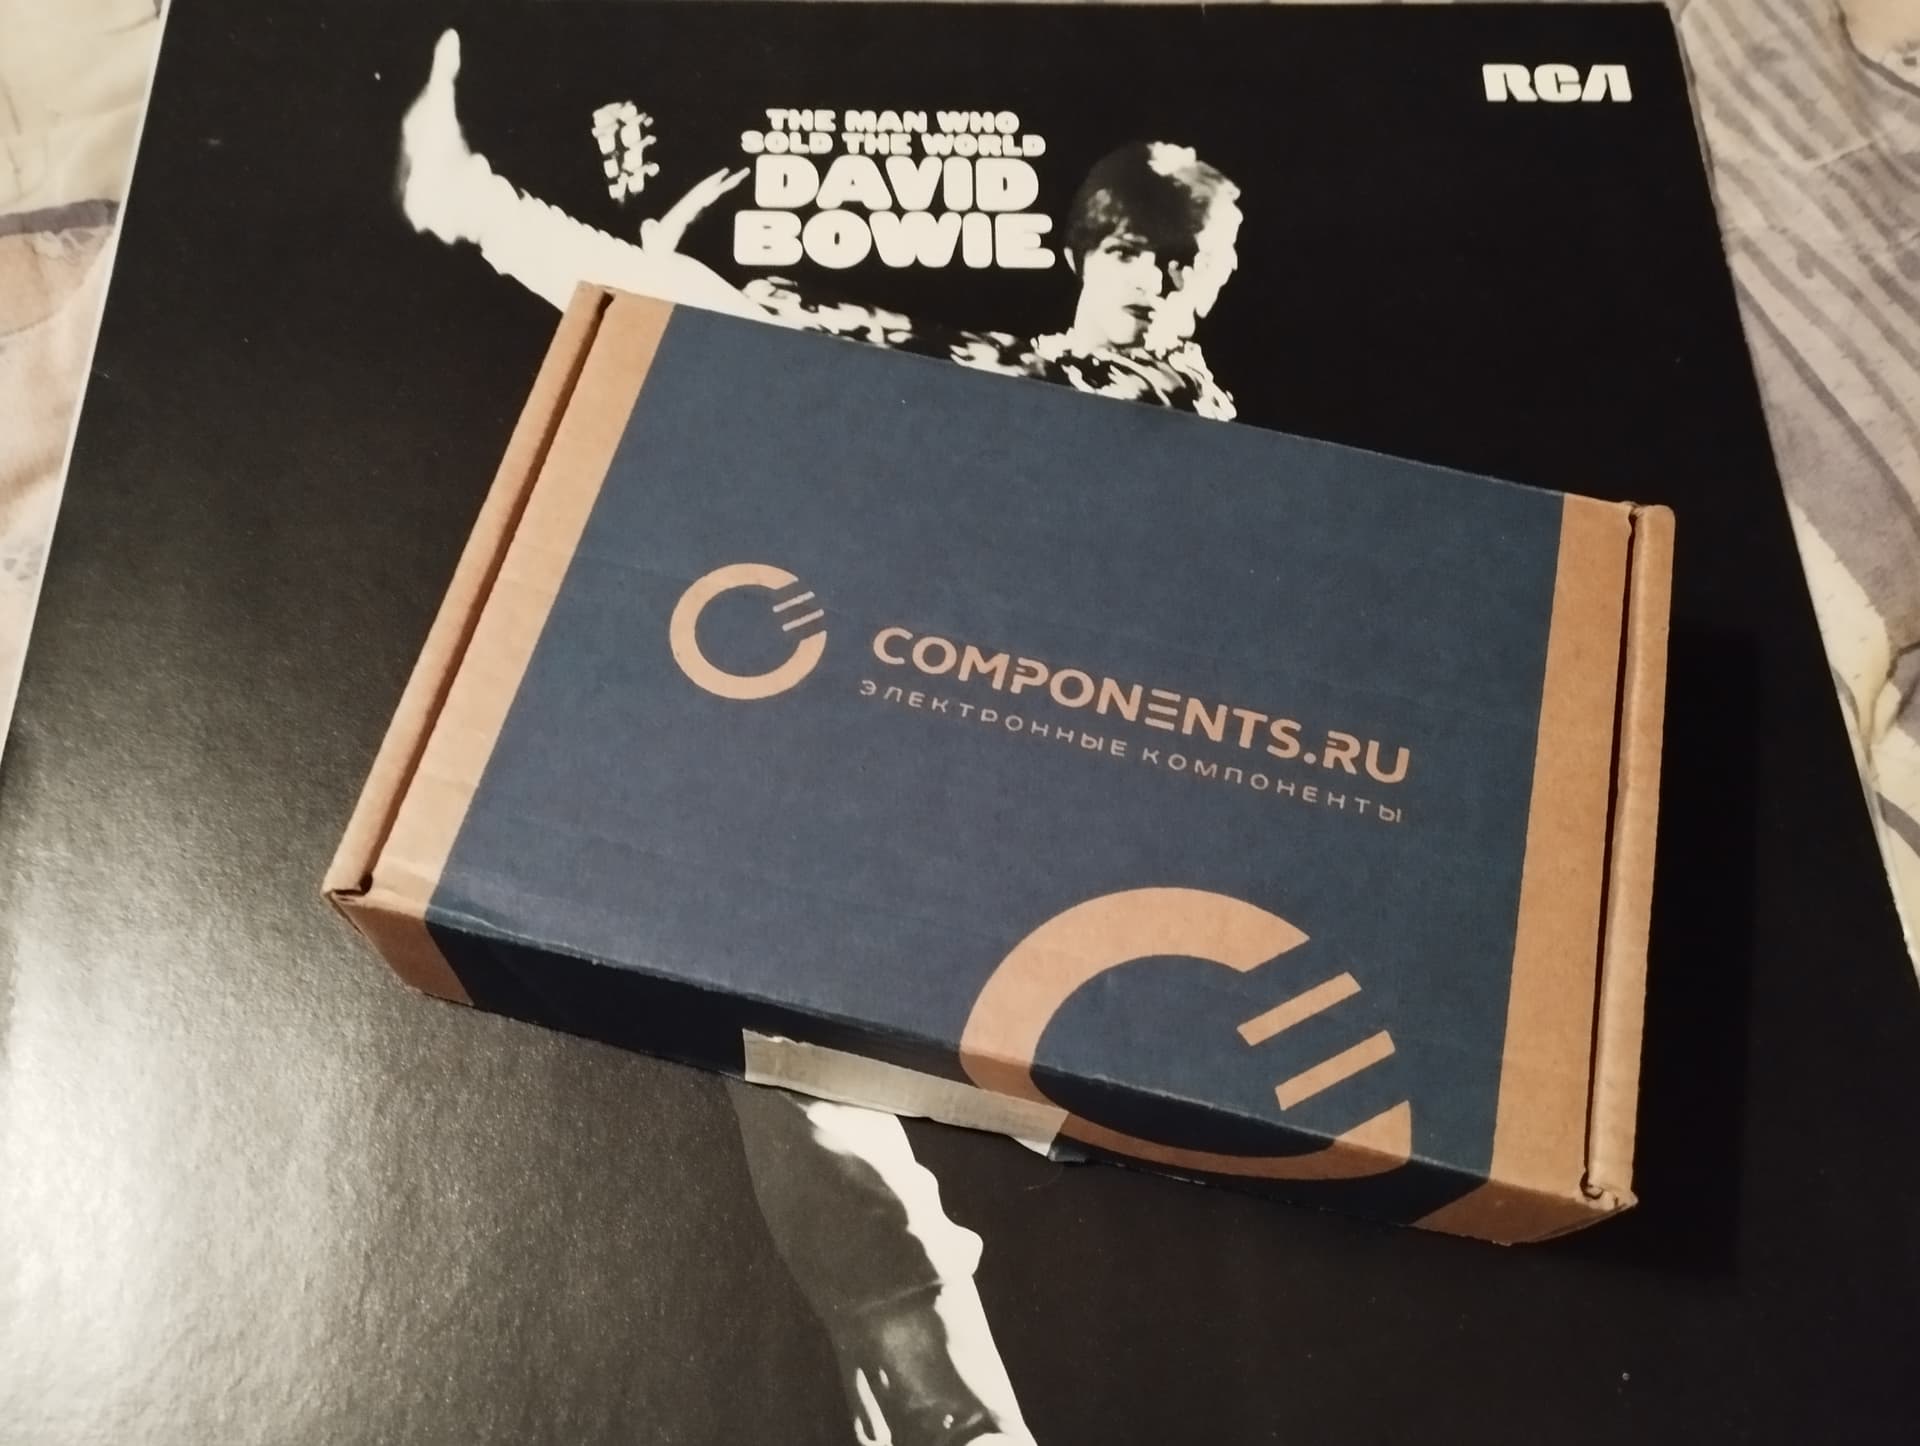 RCA
THE MAN WHO
SOLD THE WORLD
DAVID
BOWIE
COMPONENTS.RU
ЭЛЕКТРОННЫЕ КОМПОНЕНТЫ